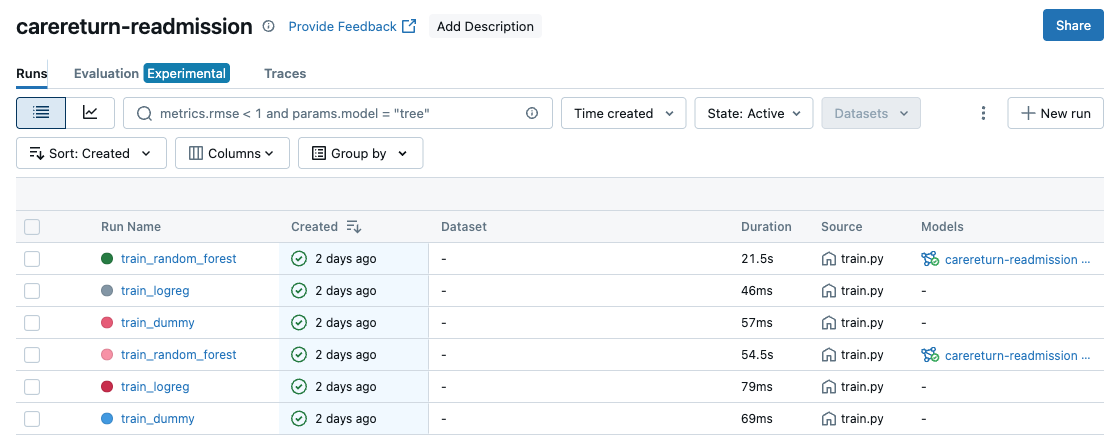 carereturn-readmission Provide Feedback Add Description Share
Runs Evaluation Experimental Traces
metrics.rmse < 1 and params.model = "tree" Time created State: Active Datasets New run
Sort: Created Columns Group by
Run Name Created Dataset Duration Source Models
train_random_forest 2 days ago - 21.5s train.py carereturn-readmission ...
train_logreg 2 days ago - 46ms train.py -
train_dummy 2 days ago - 57ms train.py -
train_random_forest 2 days ago - 54.5s train.py carereturn-readmission ...
train_logreg 2 days ago - 79ms train.py -
train_dummy 2 days ago - 69ms train.py -